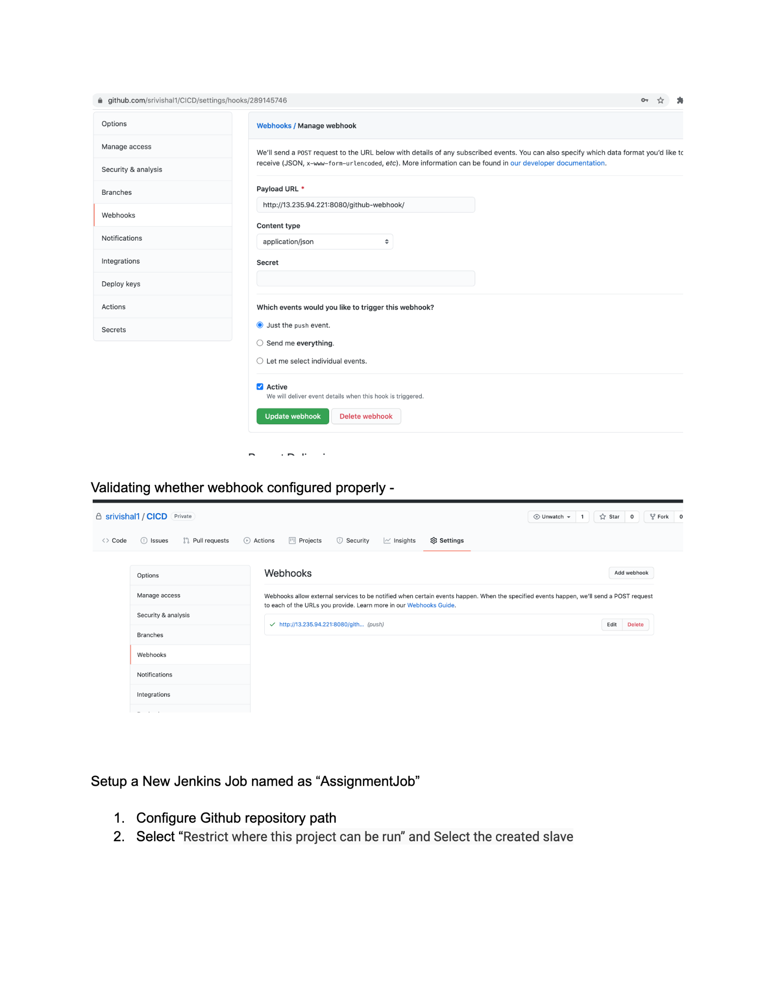 github.com/srivishal1/CICD/settings/hooks/289145746
Options
Manage access
Security & analysis
Branches
Webhooks
Notifications
Integrations
Deploy keys
Actions
Secrets
Webhooks / Manage webhook
We'll send a POST request to the URL below with details of any subscribed events. You can also specify which data format you'd like to
receive (JSON, x-www-form-urlencoded, etc). More information can be found in our developer documentation.
Payload URL *
http://13.235.94.221:8080/github-webhook/
Content type
application/json
Secret
Which events would you like to trigger this webhook?
Just the push event.
Send me everything.
Let me select individual events.
Active
We will deliver event details when this hook is triggered.
Update webhook Delete webhook
Validating whether webhook configured properly -
srivishal1 / CICD Private
Unwatch 1 Star 0 Fork 0
Code Issues Pull requests Actions Projects Security Insights Settings
Options
Manage access
Security & analysis
Branches
Webhooks
Notifications
Integrations
Webhooks
Add webhook
Webhooks allow external services to be notified when certain events happen. When the specified events happen, we'll send a POST request
to each of the URLs you provide. Learn more in our Webhooks Guide.
http://13.235.94.221:8080/gith... (push)
Edit Delete
Setup a New Jenkins Job named as “AssignmentJob”
1. Configure Github repository path
2. Select “Restrict where this project can be run” and Select the created slave